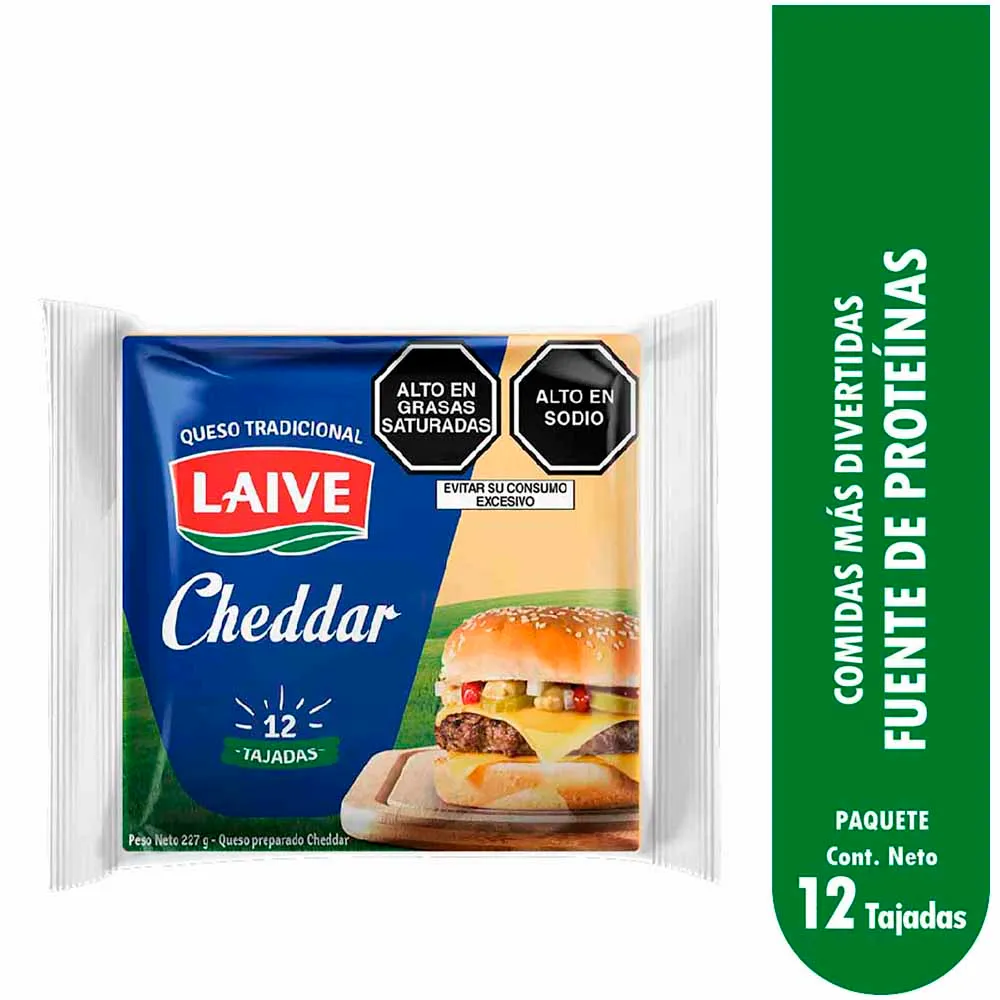 QUESO TRADICIONAL
LAIVE
Cheddar
12
-TAJADAS-
Peso Neto 227 g - Queso preparado Cheddar
ALTO EN
GRASAS
SATURADAS
ALTO EN
SODIO
EVITAR SU CONSUMO
EXCESIVO
COMIDAS MÁS DIVERTIDAS
FUENTE DE PROTEÍNAS
PAQUETE
Cont. Neto
12 Tajadas